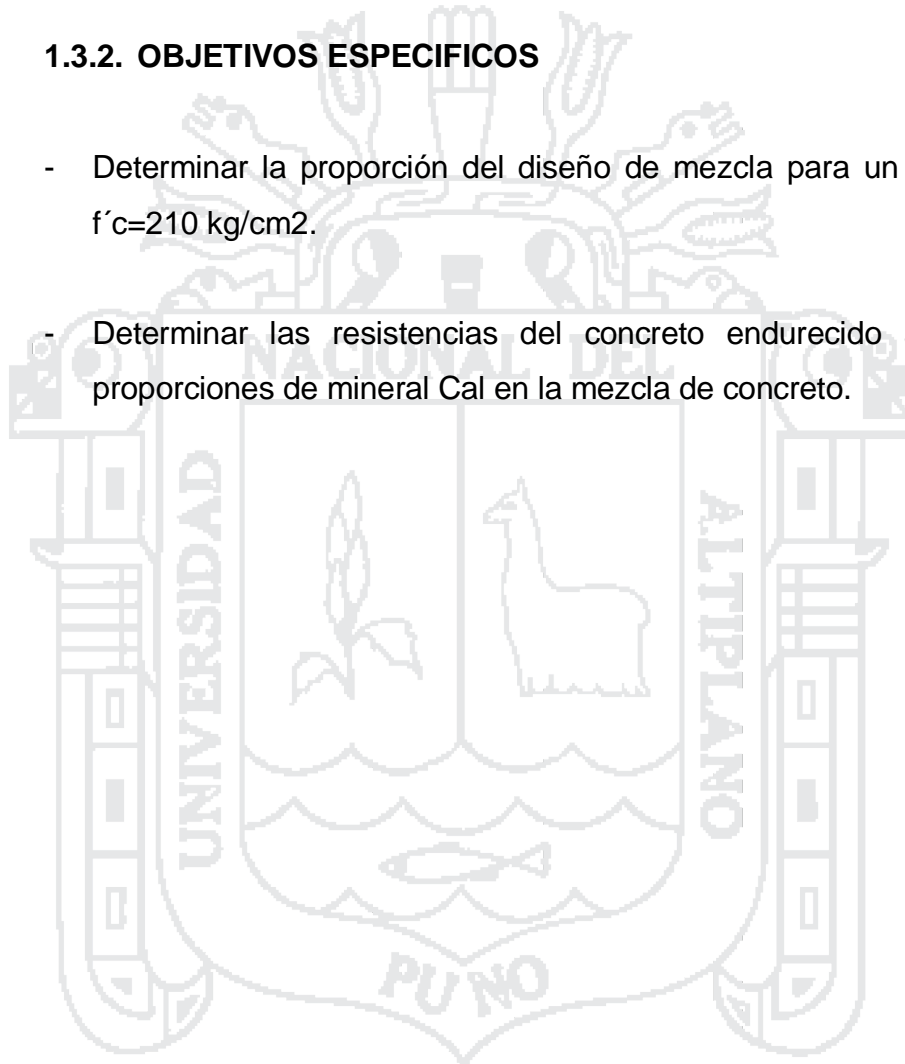 1.3.2. OBJETIVOS ESPECIFICOS
- Determinar la proporción del diseño de mezcla para un
f´c=210 kg/cm2.
- Determinar las resistencias del concreto endurecido
proporciones de mineral Cal en la mezcla de concreto.
NACIONAL DEL
UNIVERSIDAD
ALTIPLANO
PUNO